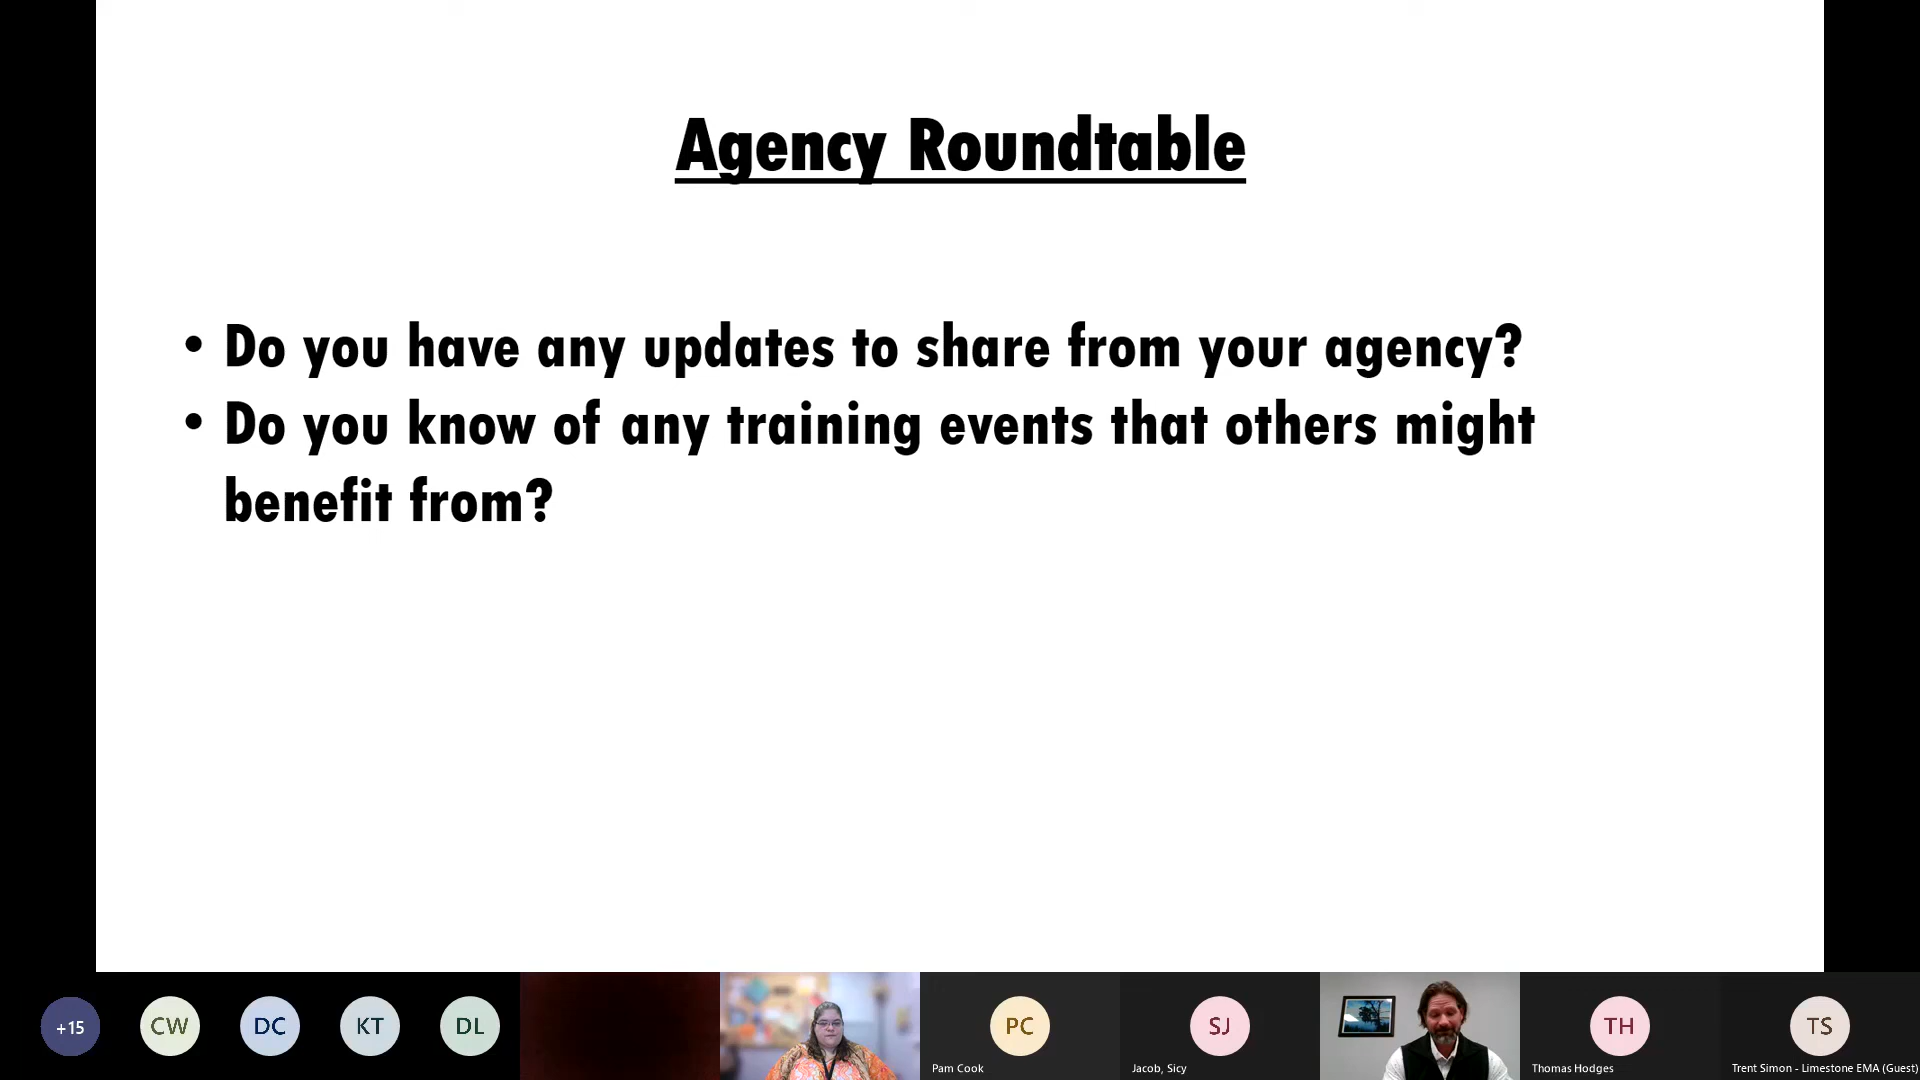 Agency Roundtable
• Do you have any updates to share from your agency?
• Do you know of any training events that others might
benefit from?
+15
CW
DC
KT
DL
PC
Pam Cook
SJ
Jacob, Sicy
TH
Thomas Hodges
TS
Trent Simon - Limestone EMA (Guest)